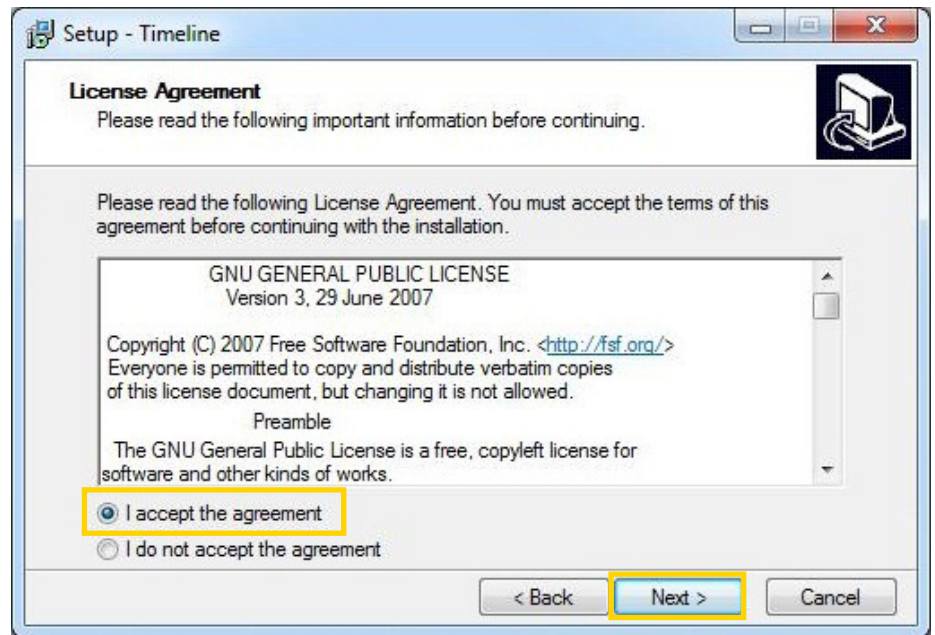 Setup - Timeline
License Agreement
Please read the following important information before continuing.
Please read the following License Agreement. You must accept the terms of this
agreement before continuing with the installation.
GNU GENERAL PUBLIC LICENSE
Version 3, 29 June 2007
Copyright (C) 2007 Free Software Foundation, Inc. <http://fsf.org/>
Everyone is permitted to copy and distribute verbatim copies
of this license document, but changing it is not allowed.
Preamble
The GNU General Public License is a free, copyleft license for
software and other kinds of works.
I accept the agreement
I do not accept the agreement
< Back Next > Cancel